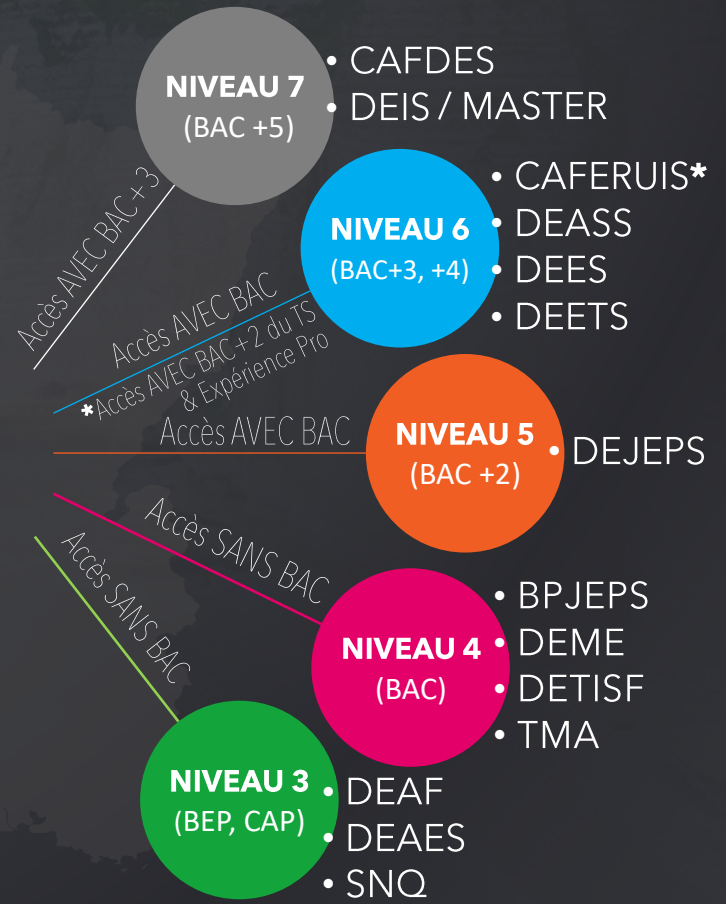 NIVEAU 7
(BAC +5)
• CAFDES
• DEIS / MASTER
Accès AVEC BAC+3
NIVEAU 6
(BAC+3, +4)
• CAFERUIS*
• DEASS
• DEES
• DEETS
Accès AVEC BAC
*Accès AVEC BAC+2 du TS
& Expérience Pro
Accès AVEC BAC
NIVEAU 5
(BAC +2)
• DEJEPS
Accès SANS BAC
NIVEAU 4
(BAC)
• BPJEPS
• DEME
• DETISF
• TMA
Accès SANS BAC
NIVEAU 3
(BEP, CAP)
• DEAF
• DEAES
• SNQ